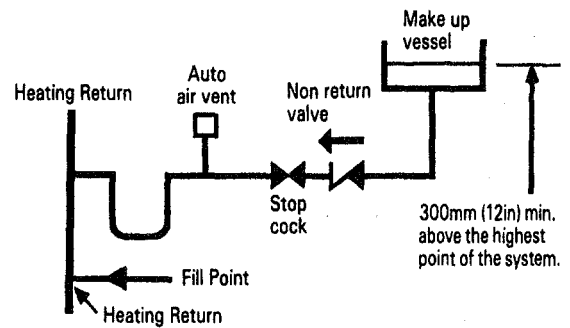 Make up
vessel
Auto
air vent
Heating Return
Non return
valve
Stop
cock
300mm (12in) min.
above the highest
point of the system.
Fill Point
Heating Return